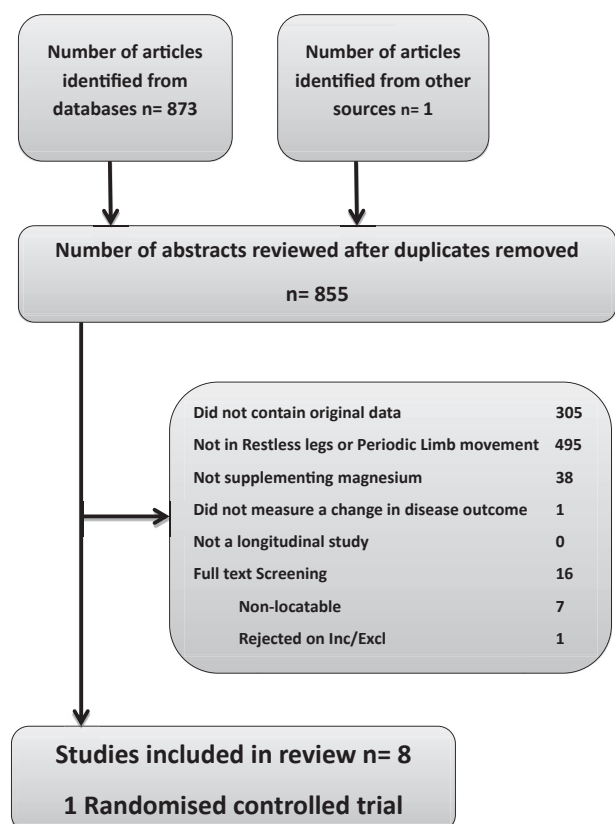 Number of articles
identified from
databases n= 873
Number of articles
identified from other
sources n= 1
Number of abstracts reviewed after duplicates removed
n= 855
Did not contain original data 305
Not in Restless legs or Periodic Limb movement 495
Not supplementing magnesium 38
Did not measure a change in disease outcome 1
Not a longitudinal study 0
Full text Screening 16
Non-locatable 7
Rejected on Inc/Excl 1
Studies included in review n= 8
1 Randomised controlled trial